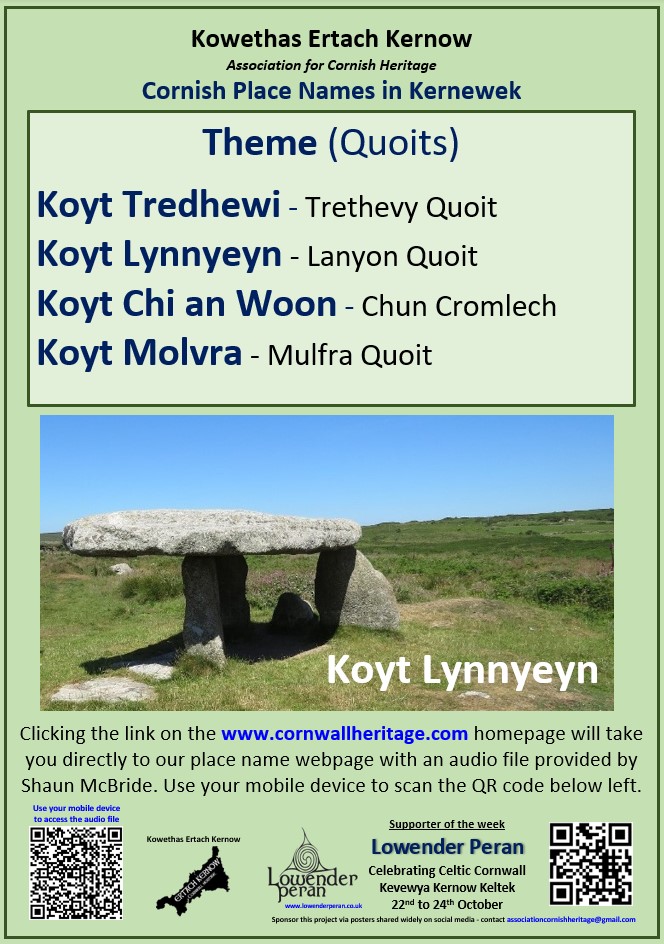 Kowethas Ertach Kernow
Association for Cornish Heritage
Cornish Place Names in Kernewek
Theme (Quoits)
Koyt Tredhewi - Trethevy Quoit
Koyt Lynnyeyn - Lanyon Quoit
Koyt Chi an Woon - Chun Cromlech
Koyt Molvra - Mulfra Quoit
Koyt Lynnyeyn
Clicking the link on the www.cornwallheritage.com homepage will take
you directly to our place name webpage with an audio file provided by
Shaun McBride. Use your mobile device to scan the QR code below left.
Use your mobile device
to access the audio file
Kowethas Ertach Kernow
ERTACH KERNOW
Lowender
peran
www.lowenderperan.co.uk
Supporter of the week
Lowender Peran
Celebrating Celtic Cornwall
Kevewya Kernow Keltek
22nd to 24th October
Sponsor this project via posters shared widely on social media - contact associationcornishheritage@gmail.com